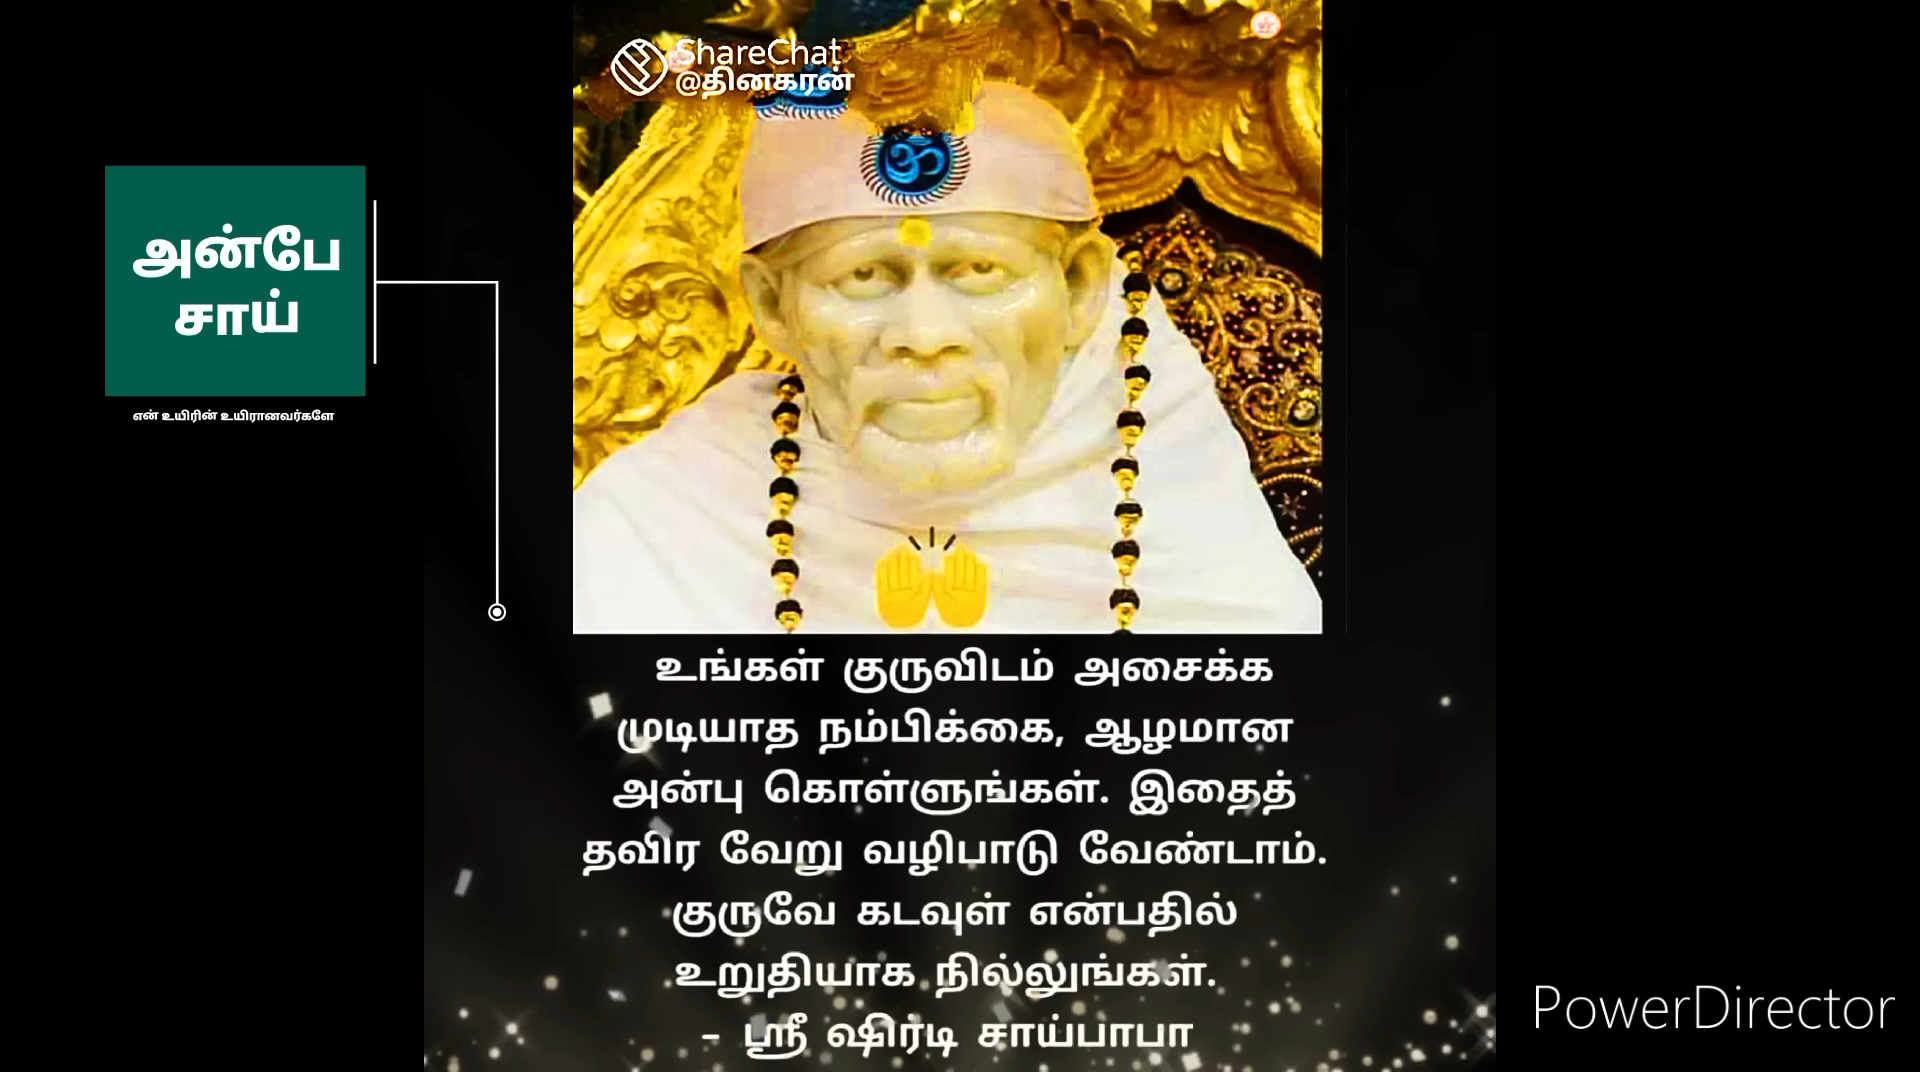 ShareChat
@தினகரன்
ॐ
அன்பே
சாய்
என் உயிரின் உயிரானவர்களே
உங்கள் குருவிடம் அசைக்க
முடியாத நம்பிக்கை, ஆழமான
அன்பு கொள்ளுங்கள். இதைத்
தவிர வேறு வழிபாடு வேண்டாம்.
குருவே கடவுள் என்பதில்
உறுதியாக நில்லுங்கள்.
- ஸ்ரீ ஷிர்டி சாய்பாபா
PowerDirector